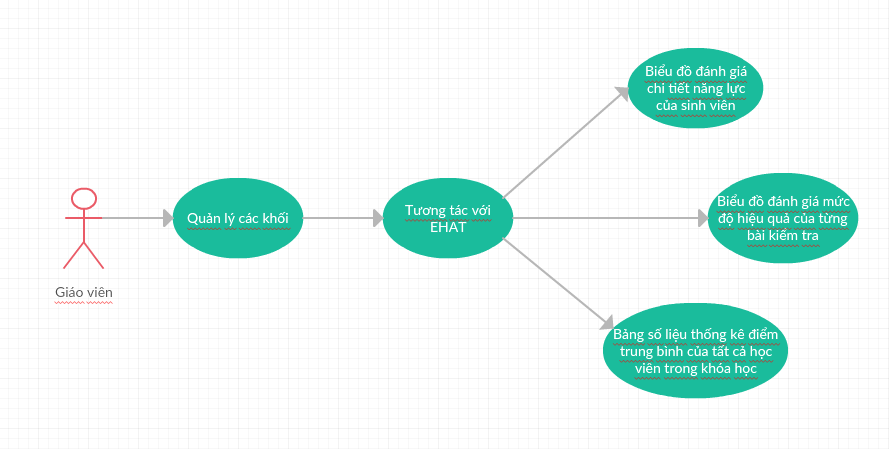 Biểu đồ đánh giá
chi tiết năng lực
của sinh viên
Quản lý các khối
Tương tác với
EHAT
Biểu đồ đánh giá mức
độ hiệu quả của từng
bài kiểm tra
Giáo viên
Bảng số liệu thống kê điểm
trung bình của tất cả học
viên trong khóa học